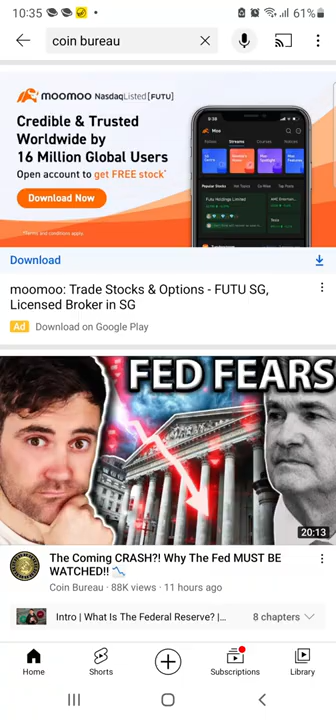 10:35
61%
coin bureau
moomoo Nasdaq Listed [FUTU]
Credible & Trusted
Worldwide by
16 Million Global Users
Open account to get FREE stock*
Download Now
*Terms and conditions apply.
Download
moomoo: Trade Stocks & Options - FUTU SG,
Licensed Broker in SG
Ad Download on Google Play
FED FEARS
20:13
The Coming CRASH?! Why The Fed MUST BE
WATCHED!! 📉
Coin Bureau · 88K views · 11 hours ago
Intro | What Is The Federal Reserve? |...
8 chapters
Home
Shorts
Subscriptions
Library